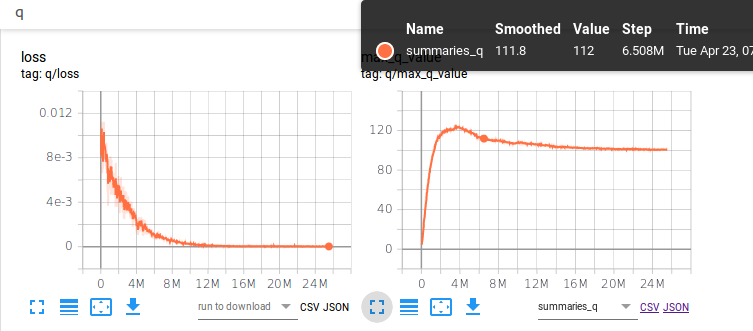 q
Name Smoothed Value Step Time
summaries_q 111.8 112 6.508M Tue Apr 23, 07
loss
tag: q/loss
0.012
8e-3
4e-3
0
0 4M 8M 12M 16M 20M 24M
run to download CSV JSON
max_q_value
tag: q/max_q_value
120
80
40
0
0 4M 8M 12M 16M 20M 24M
summaries_q CSV JSON